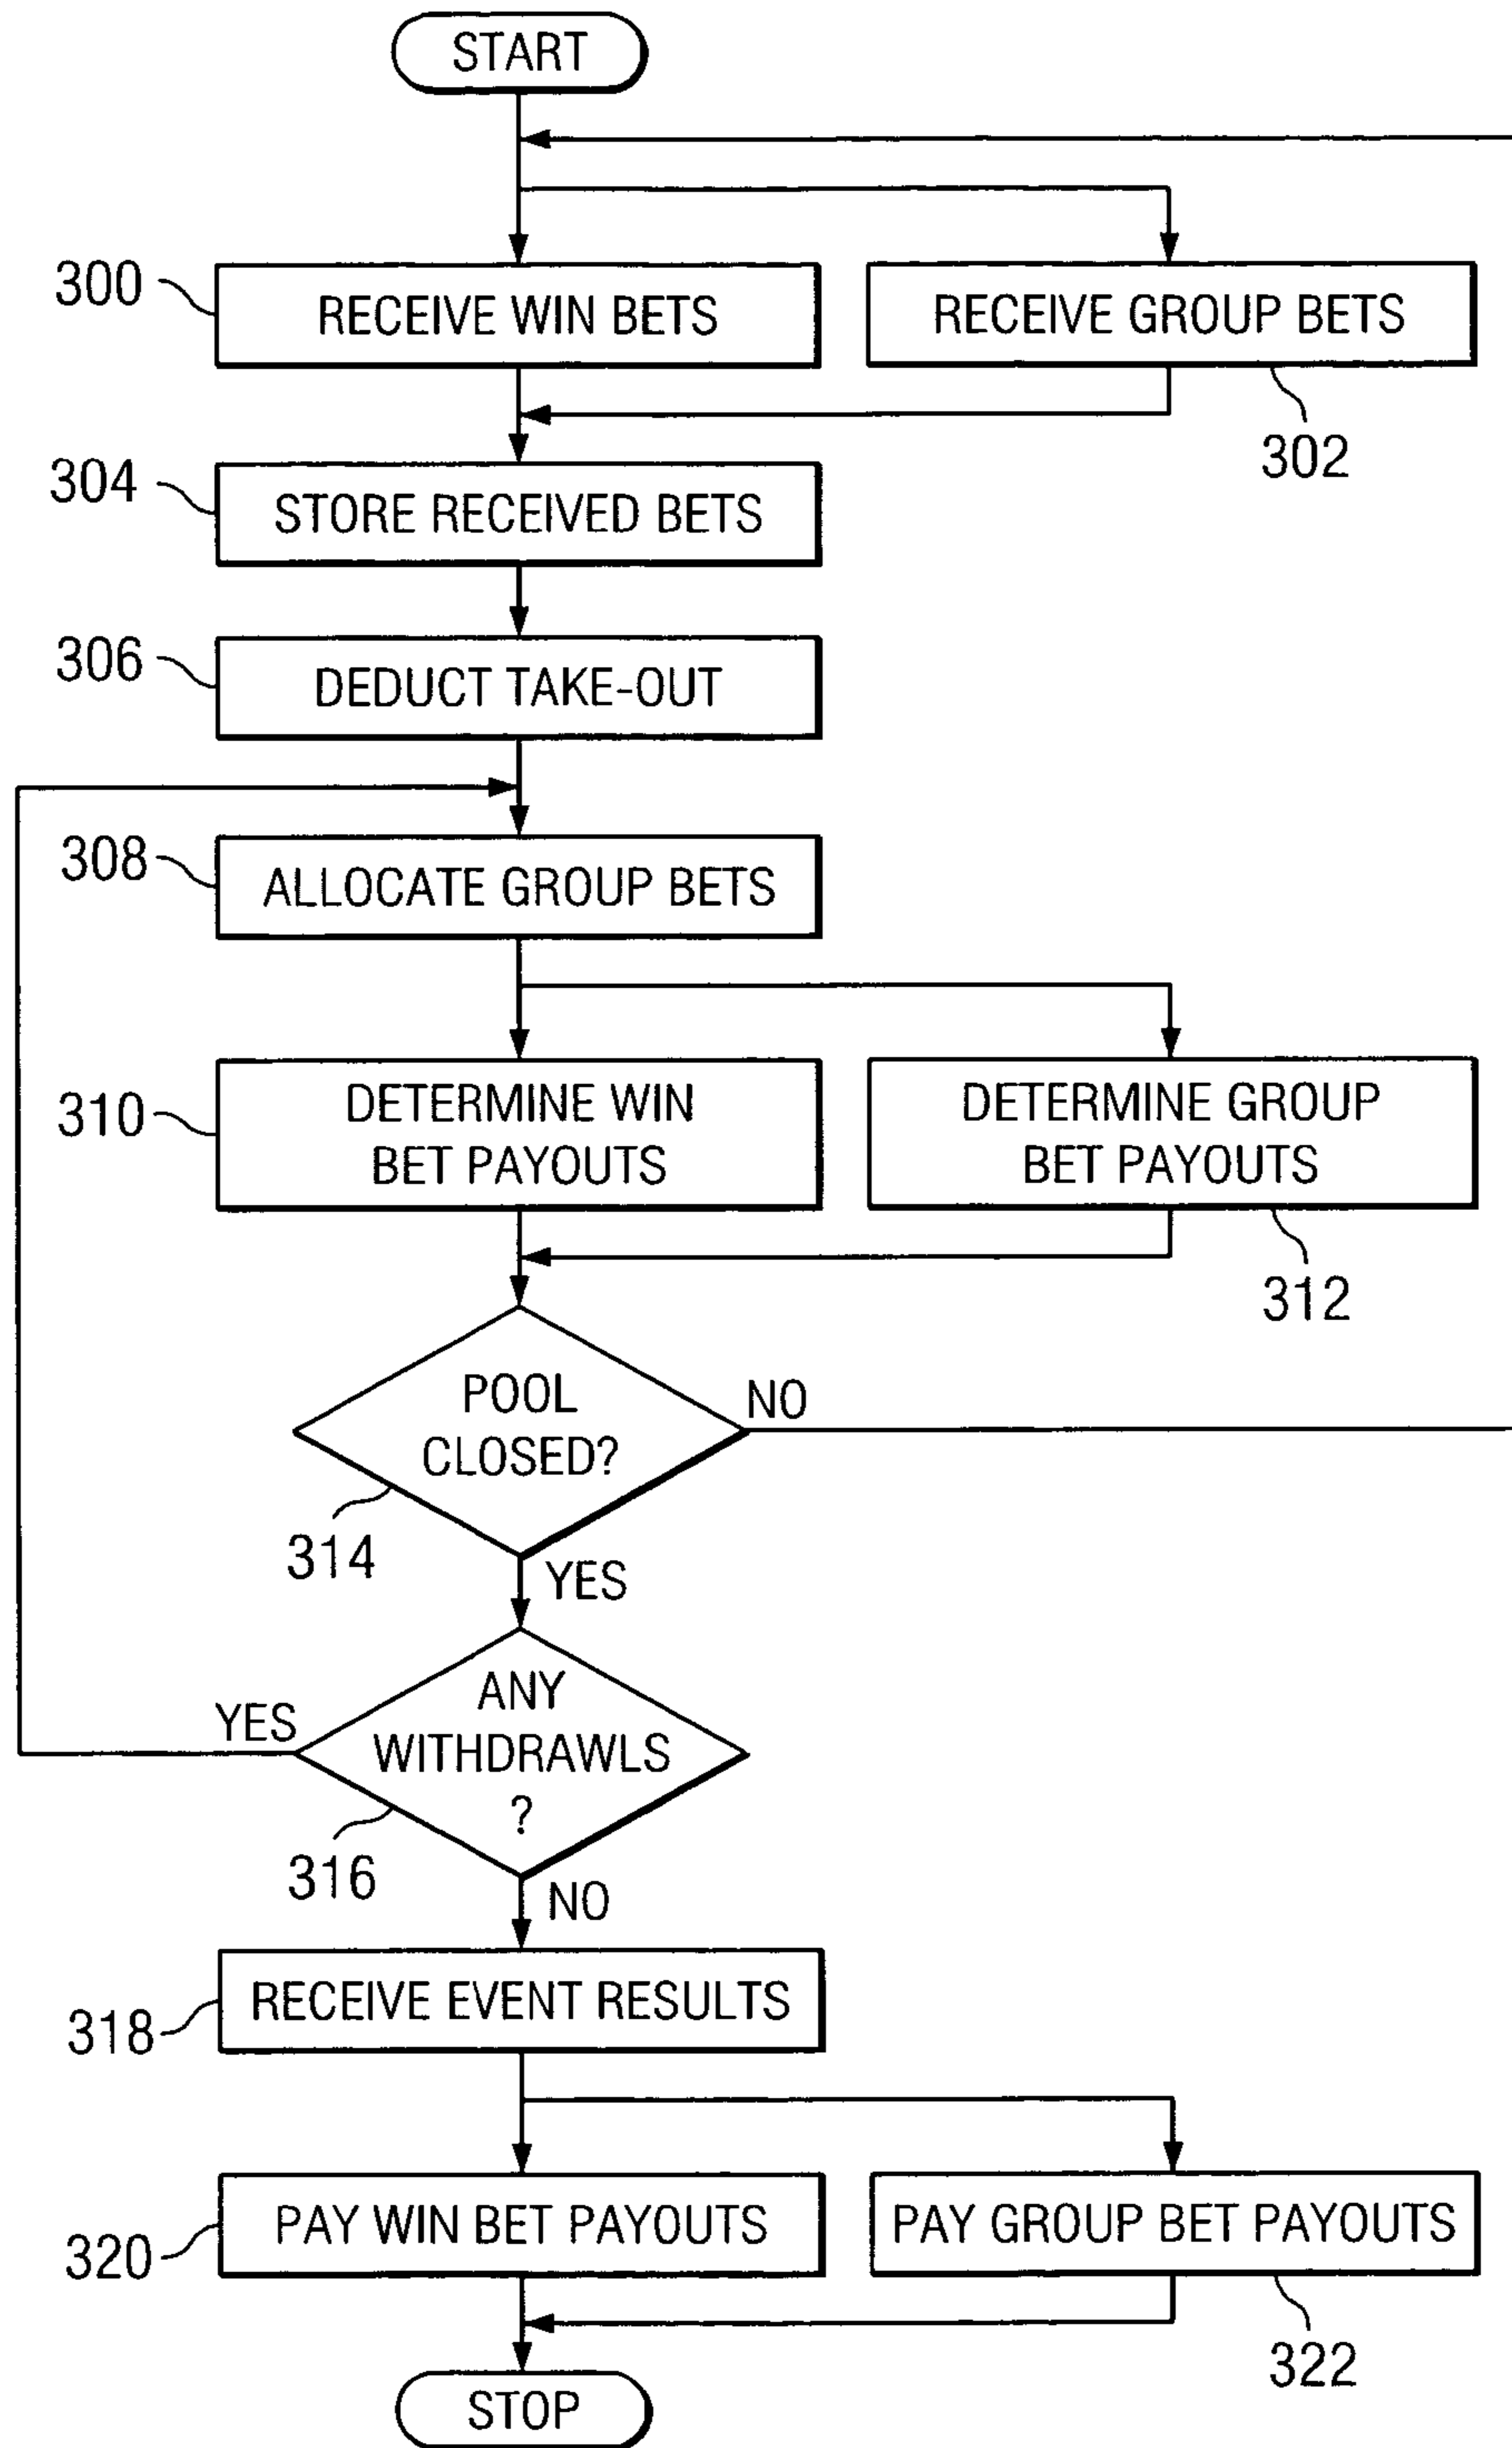 START
300
RECEIVE WIN BETS
RECEIVE GROUP BETS
302
304
STORE RECEIVED BETS
306
DEDUCT TAKE-OUT
308
ALLOCATE GROUP BETS
310
DETERMINE WIN
BET PAYOUTS
DETERMINE GROUP
BET PAYOUTS
312
POOL
CLOSED?
NO
314
YES
ANY
WITHDRAWLS
?
YES
316
NO
318
RECEIVE EVENT RESULTS
320
PAY WIN BET PAYOUTS
PAY GROUP BET PAYOUTS
322
STOP